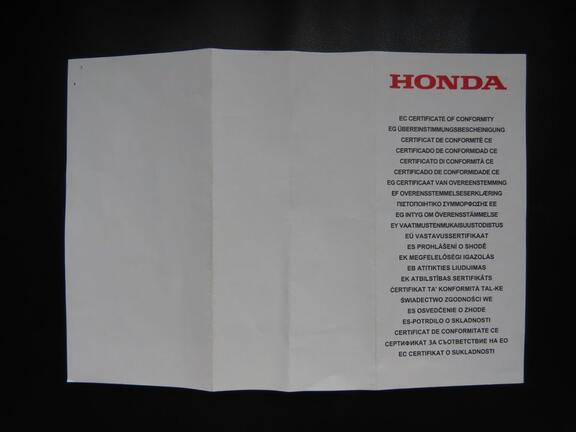 HONDA
EC CERTIFICATE OF CONFORMITY
EG ÜBEREINSTIMMUNGSBESCHEINIGUNG
CERTIFICAT DE CONFORMITÉ CE
CERTIFICADO DE CONFORMIDAD CE
CERTIFICATO DI CONFORMITÀ CE
CERTIFICADO DE CONFORMIDADE CE
EG CERTIFICAAT VAN OVEREENSTEMMING
EF OVERENSSTEMMELSESERKLÆRING
ΠΙΣΤΟΠΟΙΗΤΙΚΟ ΣΥΜΜΟΡΦΩΣΗΣ ΕΕ
EG INTYG OM ÖVERENSSTÄMMELSE
EY VAATIMUSTENMUKAISUUSTODISTUS
EÜ VASTAVUSSERTIFIKAAT
ES PROHLÁŠENÍ O SHODĚ
EK MEGFELELŐSÉGI IGAZOLÁS
EB ATITIKTIES LIUDIJIMAS
EK ATBILSTĪBAS SERTIFIKĀTS
ĊERTIFIKAT TA' KONFORMITÀ TAL-KE
ŚWIADECTWO ZGODNOŚCI WE
ES OSVEDČENIE O ZHODE
ES-POTRDILO O SKLADNOSTI
CERTIFICAT DE CONFORMITATE CE
СЕРТИФИКАТ ЗА СЪОТВЕТСТВИЕ НА ЕО
EC CERTIFIKAT O SUKLADNOSTI